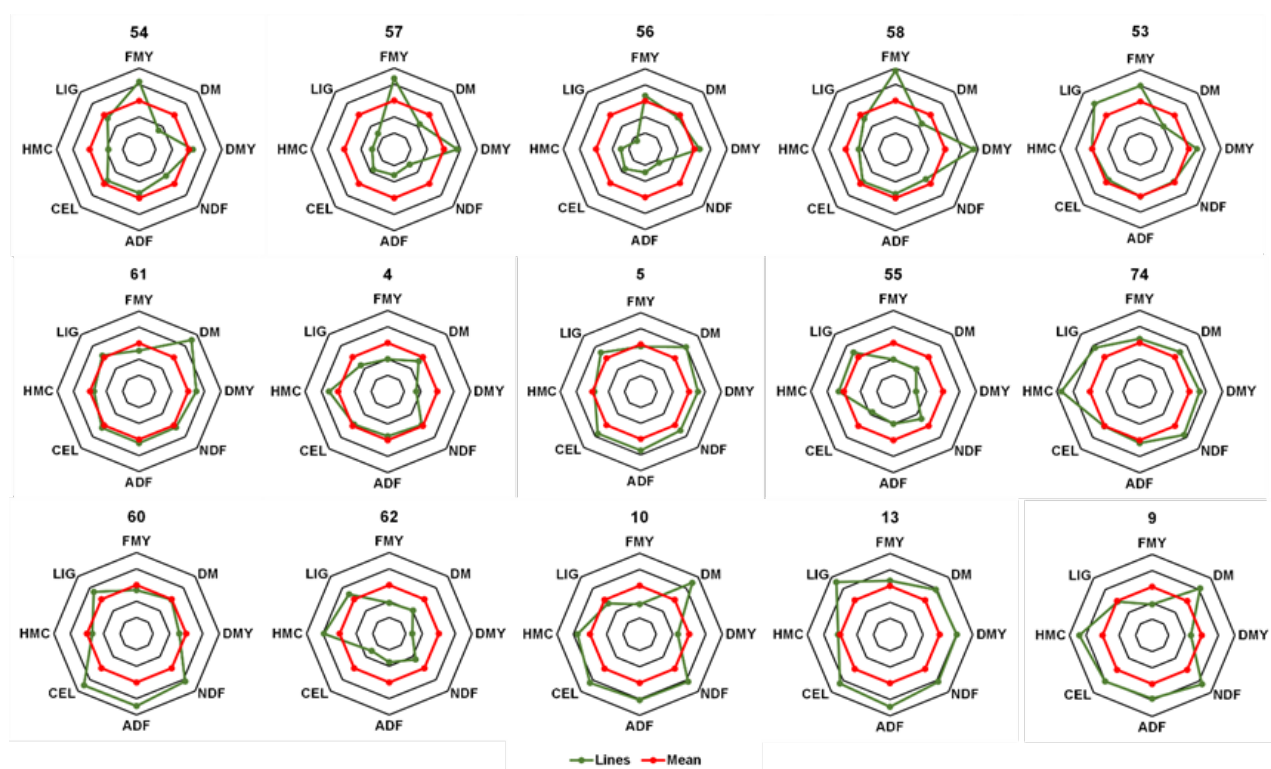 54 57 56 58 53
FMY FMY FMY FMY FMY
LIG DM LIG DM LIG DM LIG DM LIG DM
HMC DMY HMC DMY HMC DMY HMC DMY HMC DMY
CEL NDF CEL NDF CEL NDF CEL NDF CEL NDF
ADF ADF ADF ADF ADF
61 4 5 55 74
FMY FMY FMY FMY FMY
LIG DM LIG DM LIG DM LIG DM LIG DM
HMC DMY HMC DMY HMC DMY HMC DMY HMC DMY
CEL NDF CEL NDF CEL NDF CEL NDF CEL NDF
ADF ADF ADF ADF ADF
60 62 10 13 9
FMY FMY FMY FMY FMY
LIG DM LIG DM LIG DM LIG DM LIG DM
HMC DMY HMC DMY HMC DMY HMC DMY HMC DMY
CEL NDF CEL NDF CEL NDF CEL NDF CEL NDF
ADF ADF ADF ADF ADF
Lines Mean